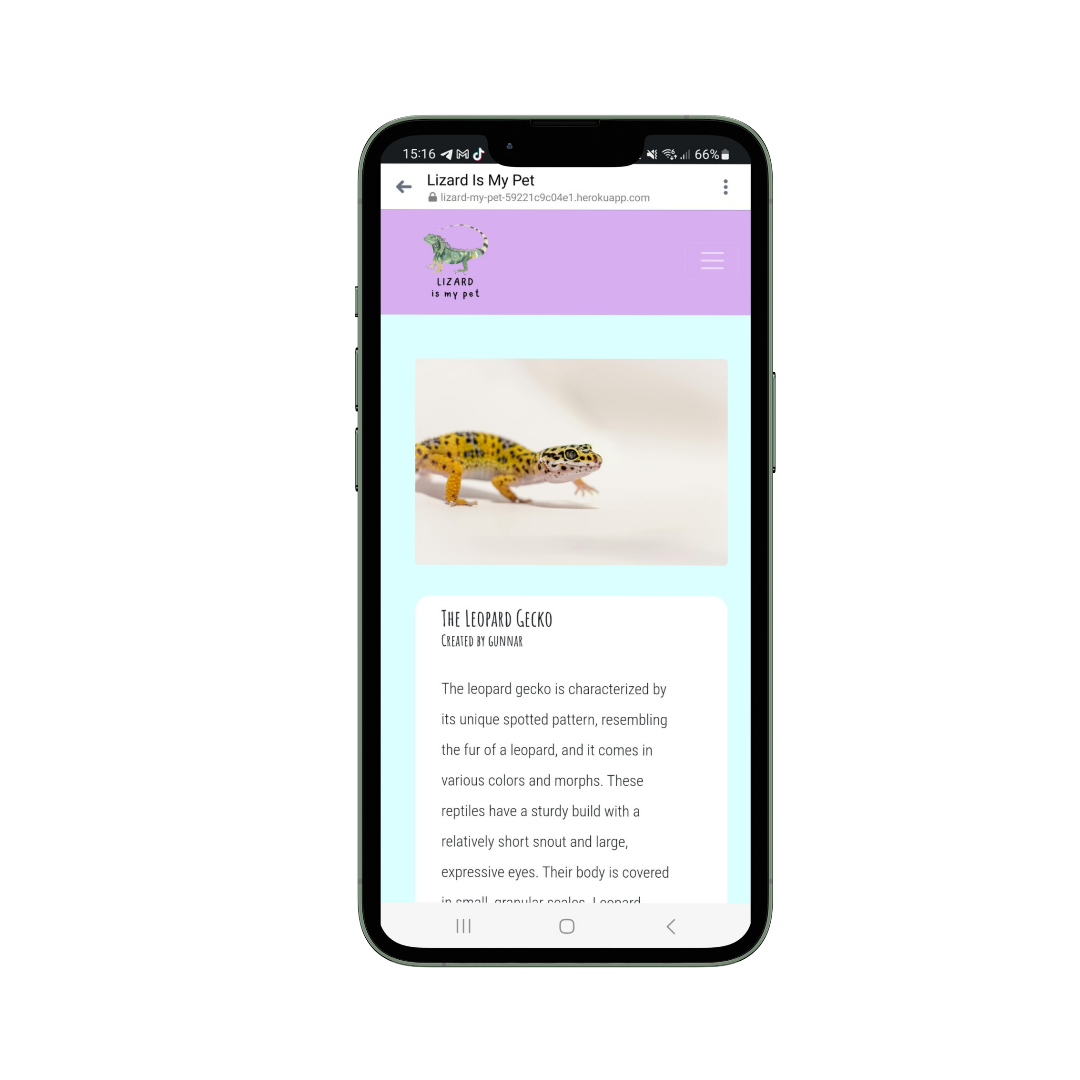 15:16 66%
Lizard Is My Pet
lizard-my-pet-59221c9c04e1.herokuapp.com
LIZARD
is my pet
The Leopard Gecko
Created by gunnar
The leopard gecko is characterized by
its unique spotted pattern, resembling
the fur of a leopard, and it comes in
various colors and morphs. These
reptiles have a sturdy build with a
relatively short snout and large,
expressive eyes. Their body is covered
in small, granular scales. Leopard